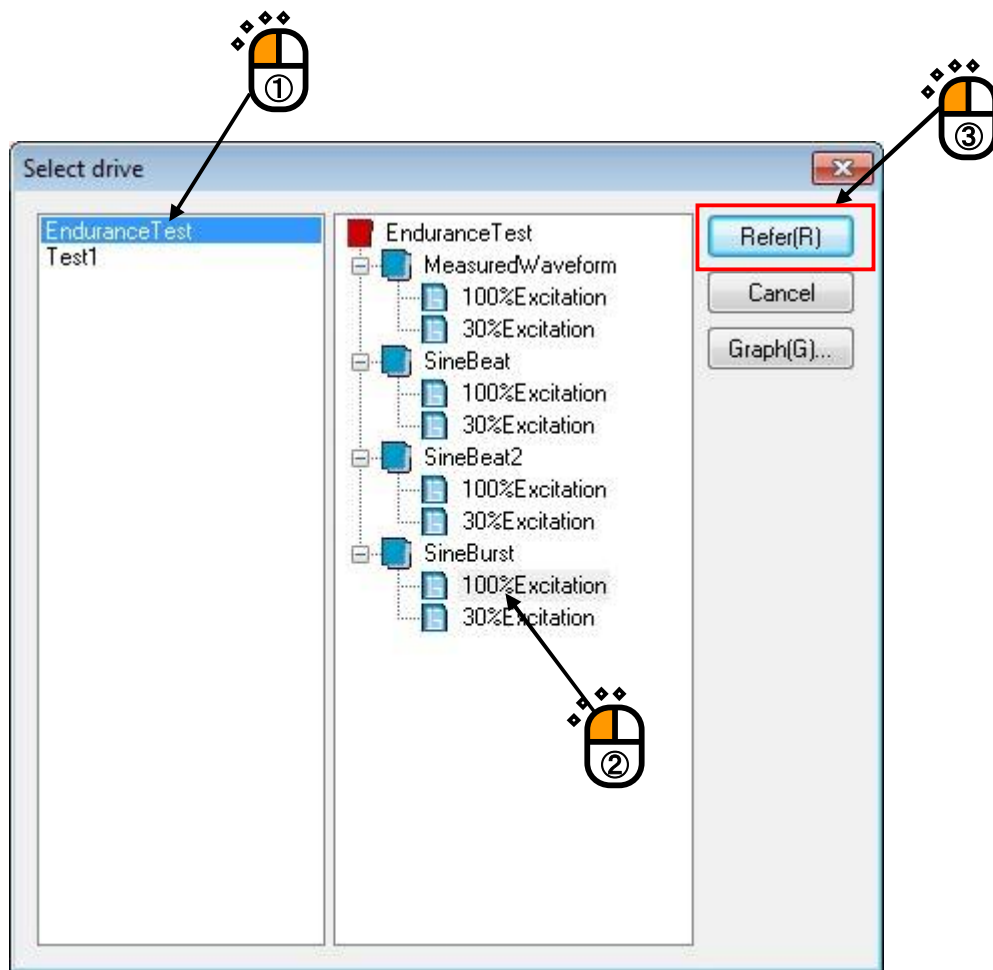 ①
③
Select drive
EnduranceTest
Test1
EnduranceTest
MeasuredWaveform
100%Excitation
30%Excitation
SineBeat
100%Excitation
30%Excitation
SineBeat2
100%Excitation
30%Excitation
SineBurst
100%Excitation
30%Excitation
Refer(R)
Cancel
Graph(G)...
②